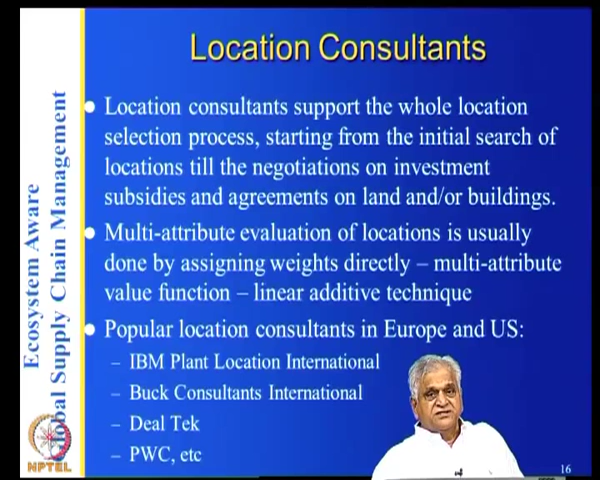 Location Consultants
Location consultants support the whole location
selection process, starting from the initial search of
locations till the negotiations on investment
subsidies and agreements on land and/or buildings.
Multi-attribute evaluation of locations is usually
done by assigning weights directly – multi-attribute
value function – linear additive technique
Popular location consultants in Europe and US:
– IBM Plant Location International
– Buck Consultants International
– Deal Tek
– PWC, etc
Ecosystem Aware
Global Supply Chain Management
NPTEL
16